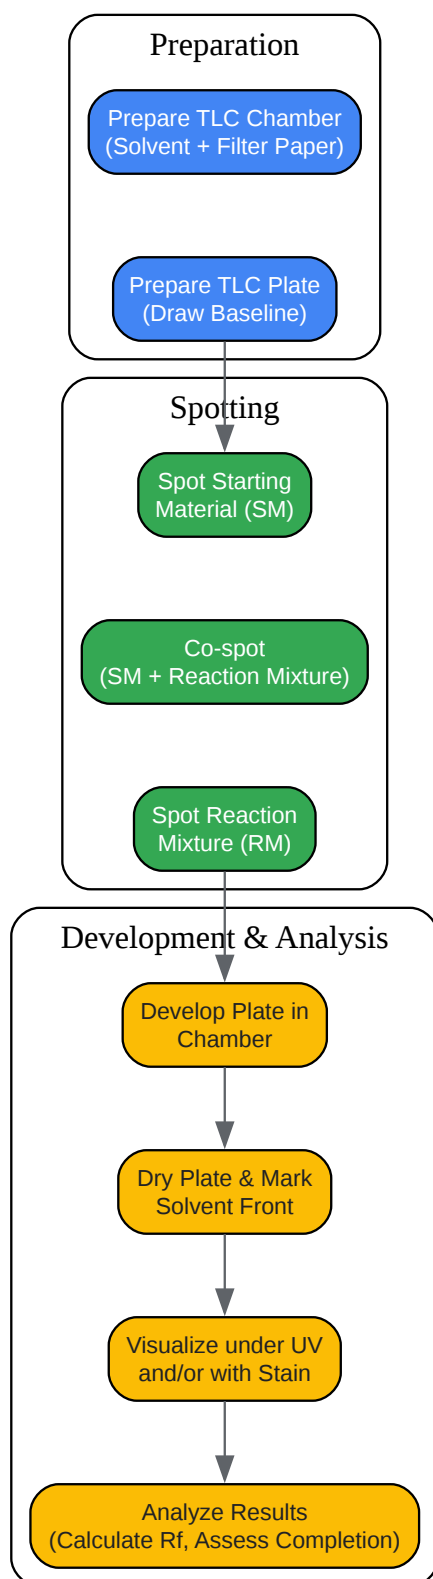 Preparation
Prepare TLC Chamber
(Solvent + Filter Paper)
Prepare TLC Plate
(Draw Baseline)
Spotting
Spot Starting
Material (SM)
Co-spot
(SM + Reaction Mixture)
Spot Reaction
Mixture (RM)
Development & Analysis
Develop Plate in
Chamber
Dry Plate & Mark
Solvent Front
Visualize under UV
and/or with Stain
Analyze Results
(Calculate Rf, Assess Completion)